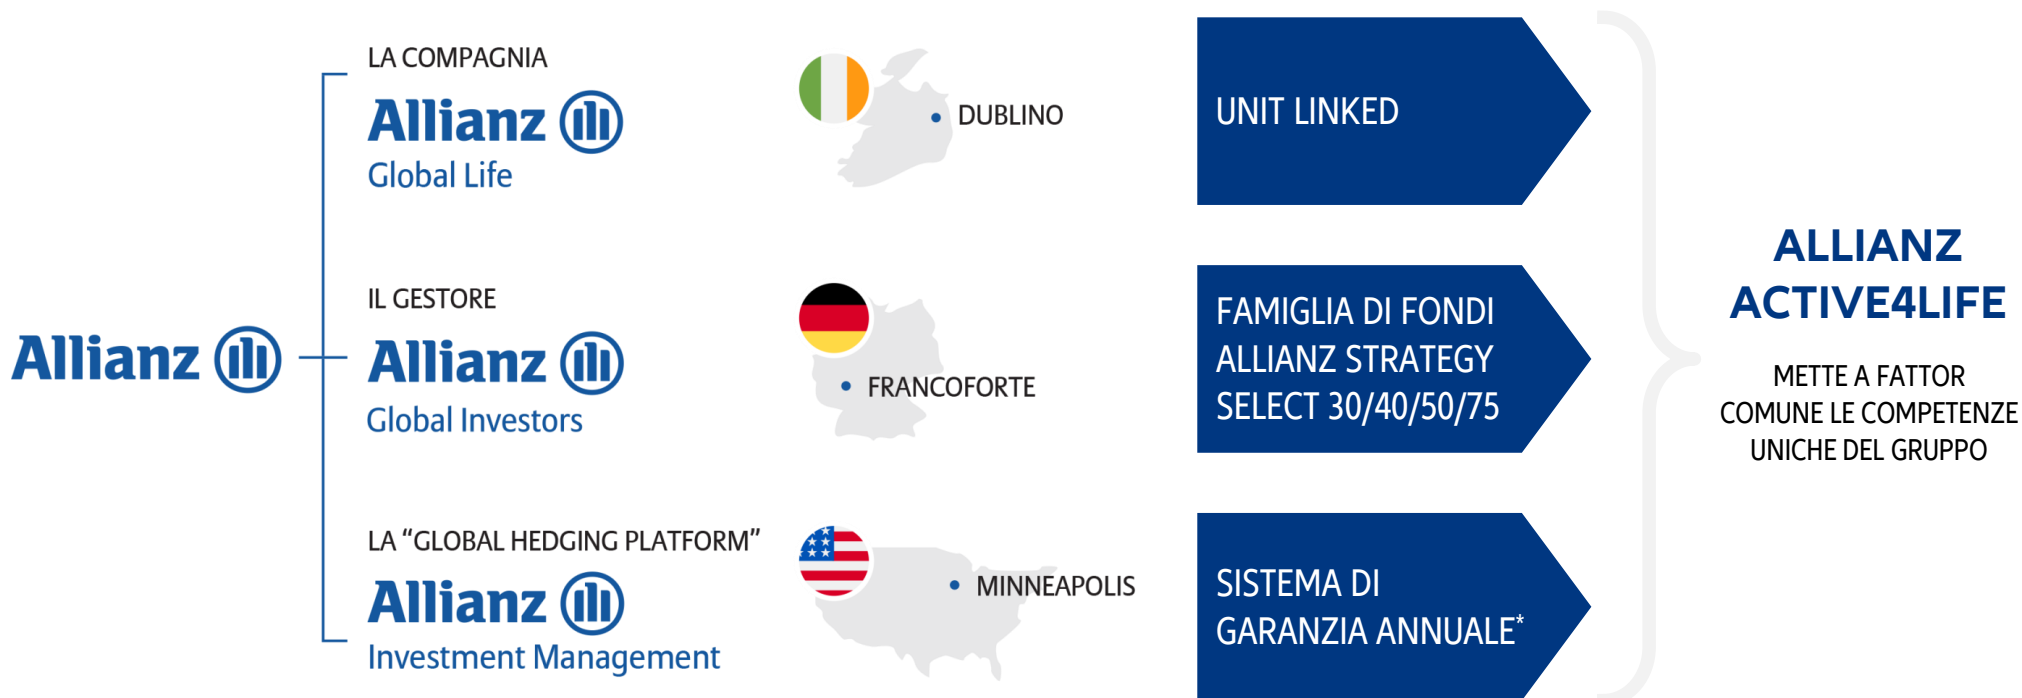 Allianz
LA COMPAGNIA
Allianz
Global Life
DUBLINO
UNIT LINKED
IL GESTORE
Allianz
Global Investors
FRANCOFORTE
FAMIGLIA DI FONDI
ALLIANZ STRATEGY
SELECT 30/40/50/75
LA “GLOBAL HEDGING PLATFORM”
Allianz
Investment Management
MINNEAPOLIS
SISTEMA DI
GARANZIA ANNUALE*
ALLIANZ
ACTIVE4LIFE
METTE A FATTOR
COMUNE LE COMPETENZE
UNICHE DEL GRUPPO